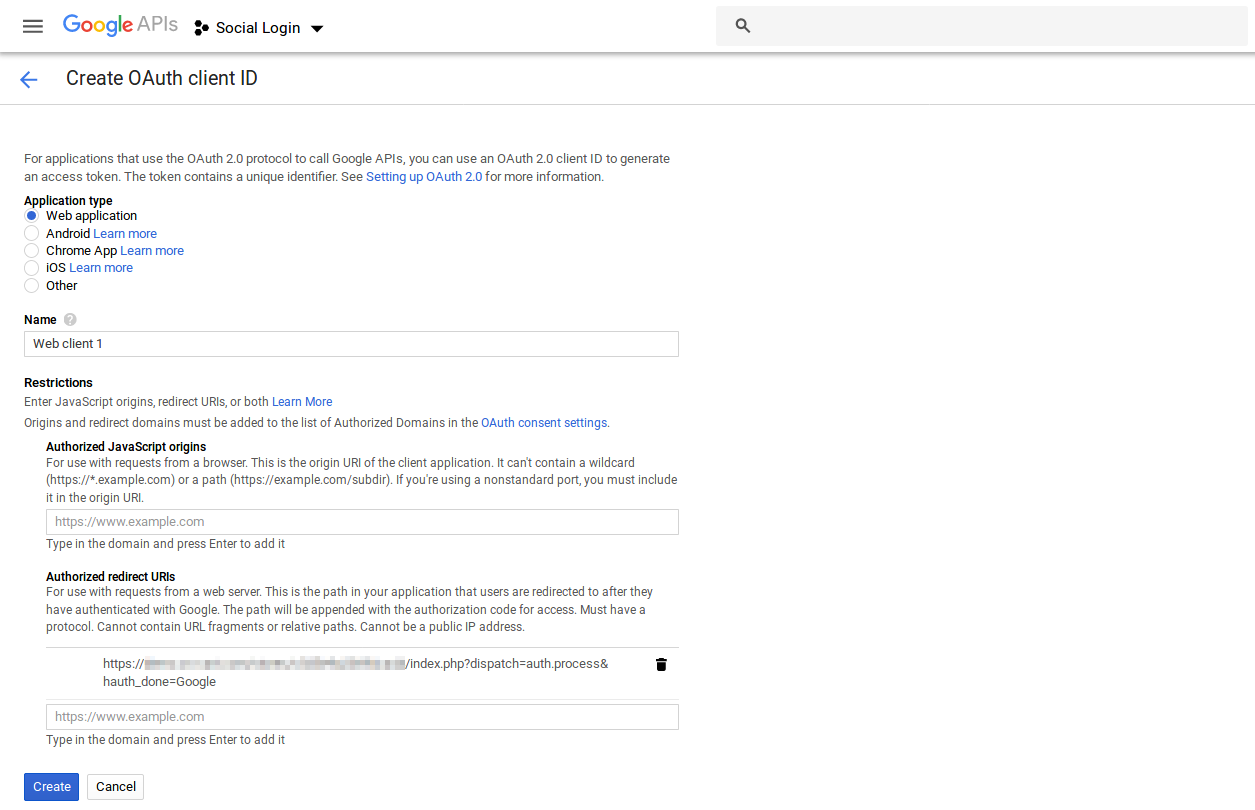 Google APIs Social Login
Create OAuth client ID
For applications that use the OAuth 2.0 protocol to call Google APIs, you can use an OAuth 2.0 client ID to generate
an access token. The token contains a unique identifier. See Setting up OAuth 2.0 for more information.
Application type
Web application
Android Learn more
Chrome App Learn more
iOS Learn more
Other
Name ?
Web client 1
Restrictions
Enter JavaScript origins, redirect URIs, or both Learn More
Origins and redirect domains must be added to the list of Authorized Domains in the OAuth consent settings.
Authorized JavaScript origins
For use with requests from a browser. This is the origin URI of the client application. It can't contain a wildcard
(https://*.example.com) or a path (https://example.com/subdir). If you're using a nonstandard port, you must include
it in the origin URI.
https://www.example.com
Type in the domain and press Enter to add it
Authorized redirect URIs
For use with requests from a web server. This is the path in your application that users are redirected to after they
have authenticated with Google. The path will be appended with the authorization code for access. Must have a
protocol. Cannot contain URL fragments or relative paths. Cannot be a public IP address.
https:// /index.php?dispatch=auth.process&
hauth_done=Google
https://www.example.com
Type in the domain and press Enter to add it
Create Cancel